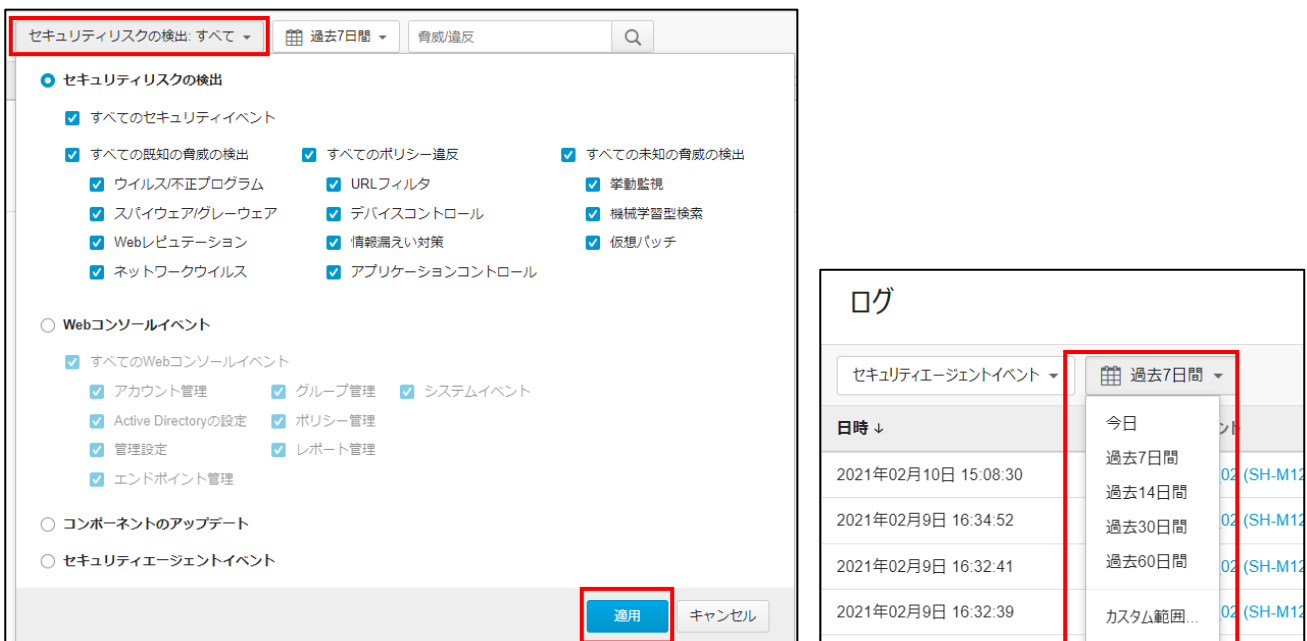 セキュリティリスクの検出: すべて 過去7日間 脅威/違反
セキュリティリスクの検出
すべてのセキュリティイベント
すべての既知の脅威の検出 すべてのポリシー違反 すべての未知の脅威の検出
ウイルス/不正プログラム URLフィルタ 挙動監視
スパイウェア/グレーウェア デバイスコントロール 機械学習型検索
Webレピュテーション 情報漏えい対策 仮想パッチ
ネットワークウイルス アプリケーションコントロール
Webコンソールイベント
すべてのWebコンソールイベント
アカウント管理 グループ管理 システムイベント
Active Directoryの設定 ポリシー管理
管理設定 レポート管理
エンドポイント管理
コンポーネントのアップデート
セキュリティエージェントイベント
適用 キャンセル
ログ
セキュリティエージェントイベント 過去7日間
日時↓ 今日 ント
過去7日間
2021年02月10日 15:08:30 02 (SH-M12
過去14日間
2021年02月9日 16:34:52 過去30日間 02 (SH-M12
2021年02月9日 16:32:41 過去60日間 02 (SH-M12
2021年02月9日 16:32:39 カスタム範囲... 02 (SH-M12